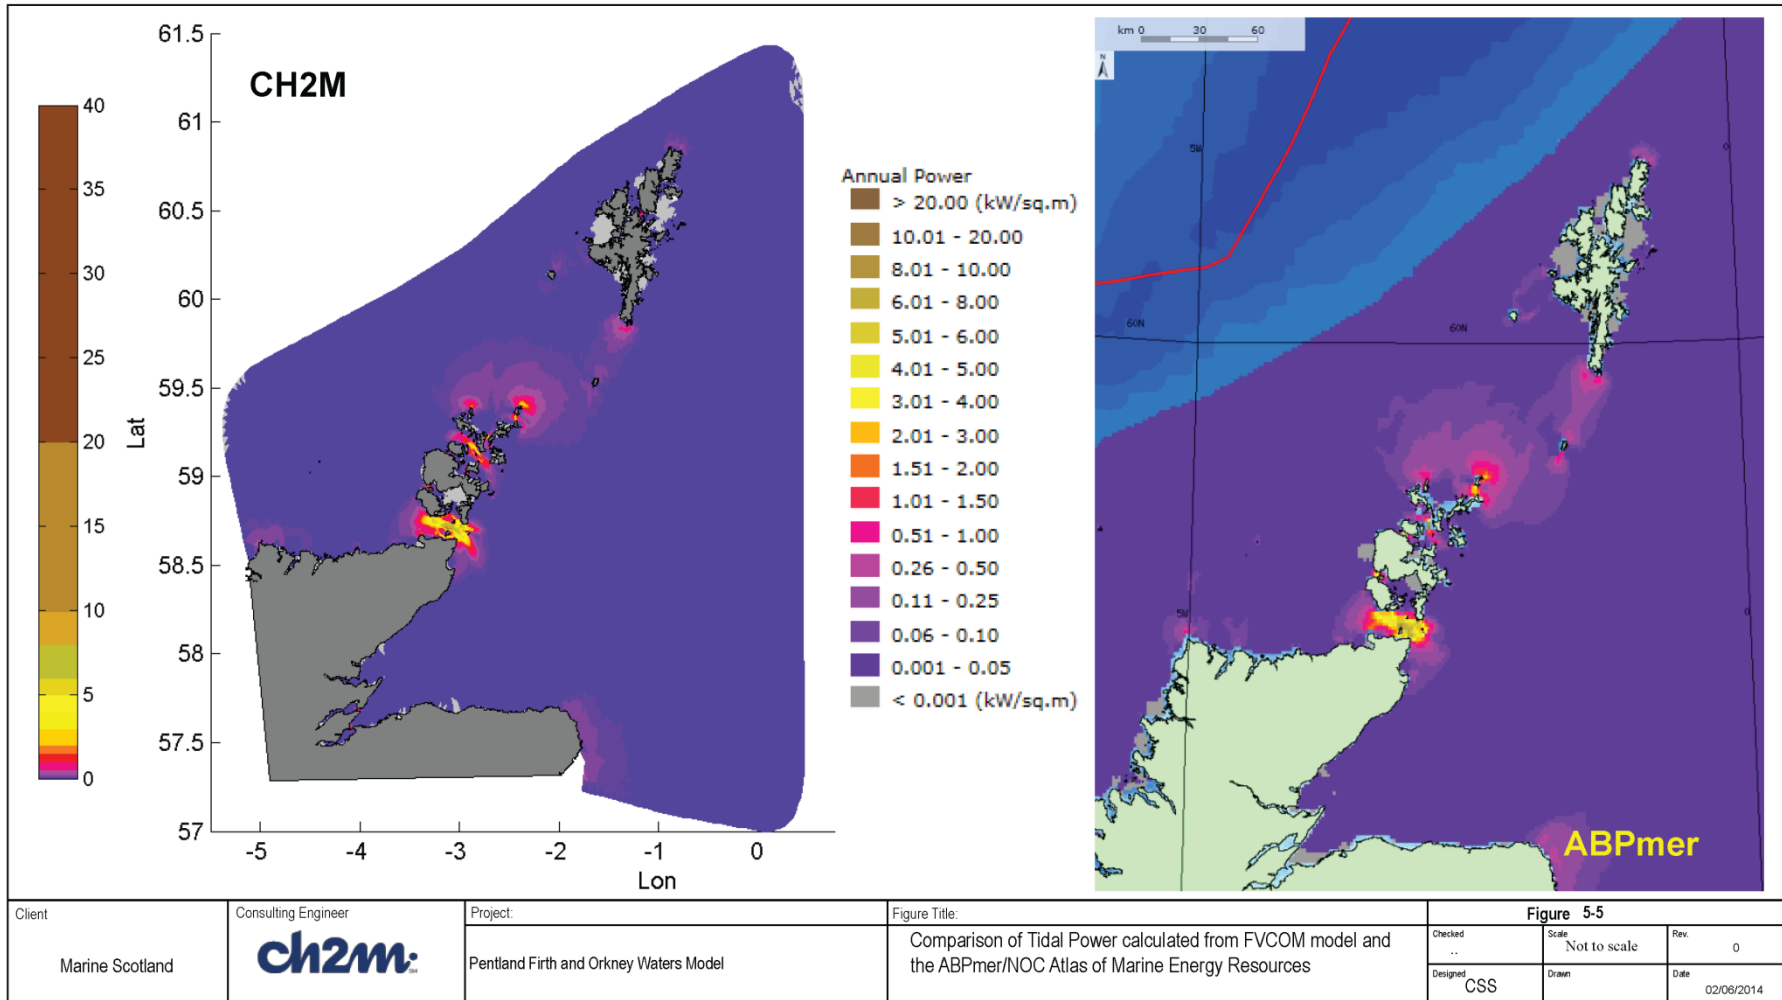 CH2M
61.5
61
60.5
60
59.5
59
58.5
58
57.5
57
Lat
-5
-4
-3
-2
-1
0
Lon
40
35
30
25
20
15
10
5
0
Annual Power
> 20.00 (kW/sq.m)
10.01 - 20.00
8.01 - 10.00
6.01 - 8.00
5.01 - 6.00
4.01 - 5.00
3.01 - 4.00
2.01 - 3.00
1.51 - 2.00
1.01 - 1.50
0.51 - 1.00
0.26 - 0.50
0.11 - 0.25
0.06 - 0.10
0.001 - 0.05
< 0.001 (kW/sq.m)
km 0 30 60
N
5W
0
60N
60N
5W
0
ABPmer
Client
Marine Scotland
Consulting Engineer
ch2m:
Project:
Pentland Firth and Orkney Waters Model
Figure Title:
Comparison of Tidal Power calculated from FVCOM model and
the ABPmer/NOC Atlas of Marine Energy Resources
Figure 5-5
Checked
..
Scale
Not to scale
Rev.
0
Designed
CSS
Drawn
Date
02/06/2014